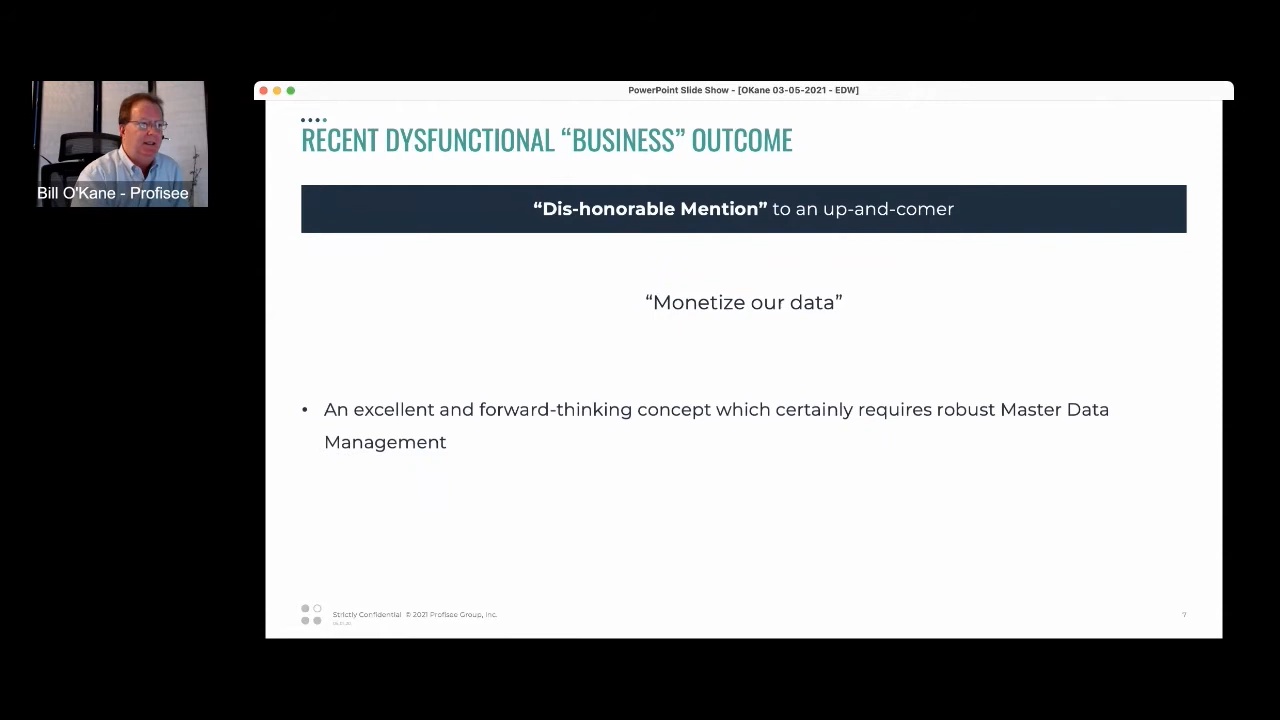 PowerPoint Slide Show - [OKane 03-05-2021 - EDW]
RECENT DYSFUNCTIONAL “BUSINESS” OUTCOME
Bill O'Kane - Profisee
“Dis-honorable Mention” to an up-and-comer
“Monetize our data”
• An excellent and forward-thinking concept which certainly requires robust Master Data
Management
Strictly Confidential © 2021 Profisee Group, Inc.
7